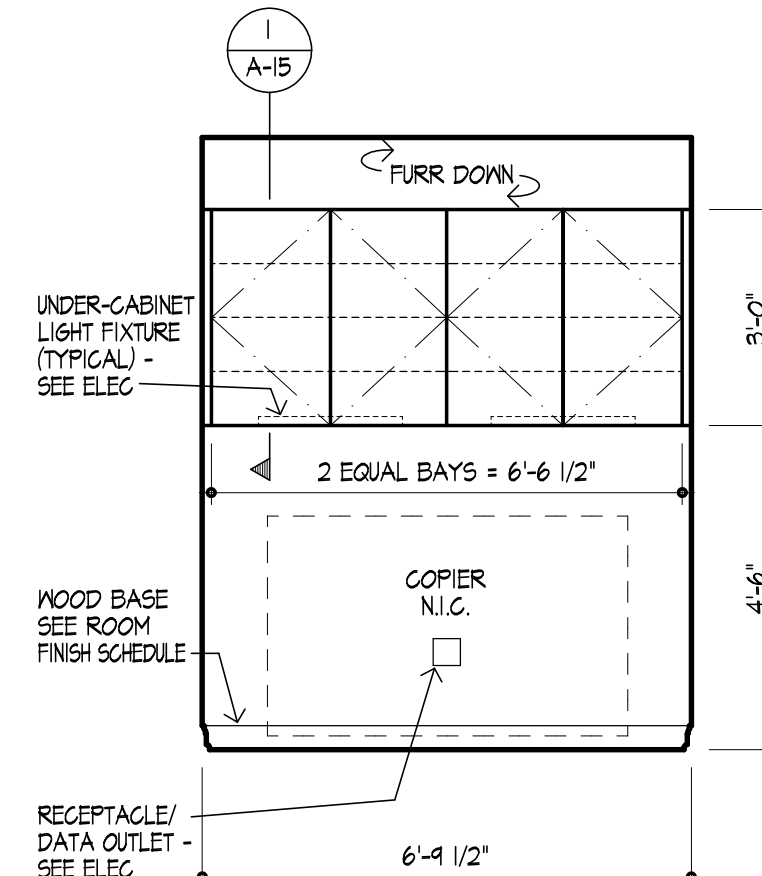 1
A-15
FURR DOWN
UNDER-CABINET
LIGHT FIXTURE
(TYPICAL) -
SEE ELEC
3'-0"
2 EQUAL BAYS = 6'-6 1/2"
COPIER
N.I.C.
4'-6"
WOOD BASE
SEE ROOM
FINISH SCHEDULE
RECEPTACLE/
DATA OUTLET -
SEE ELEC
6'-9 1/2"